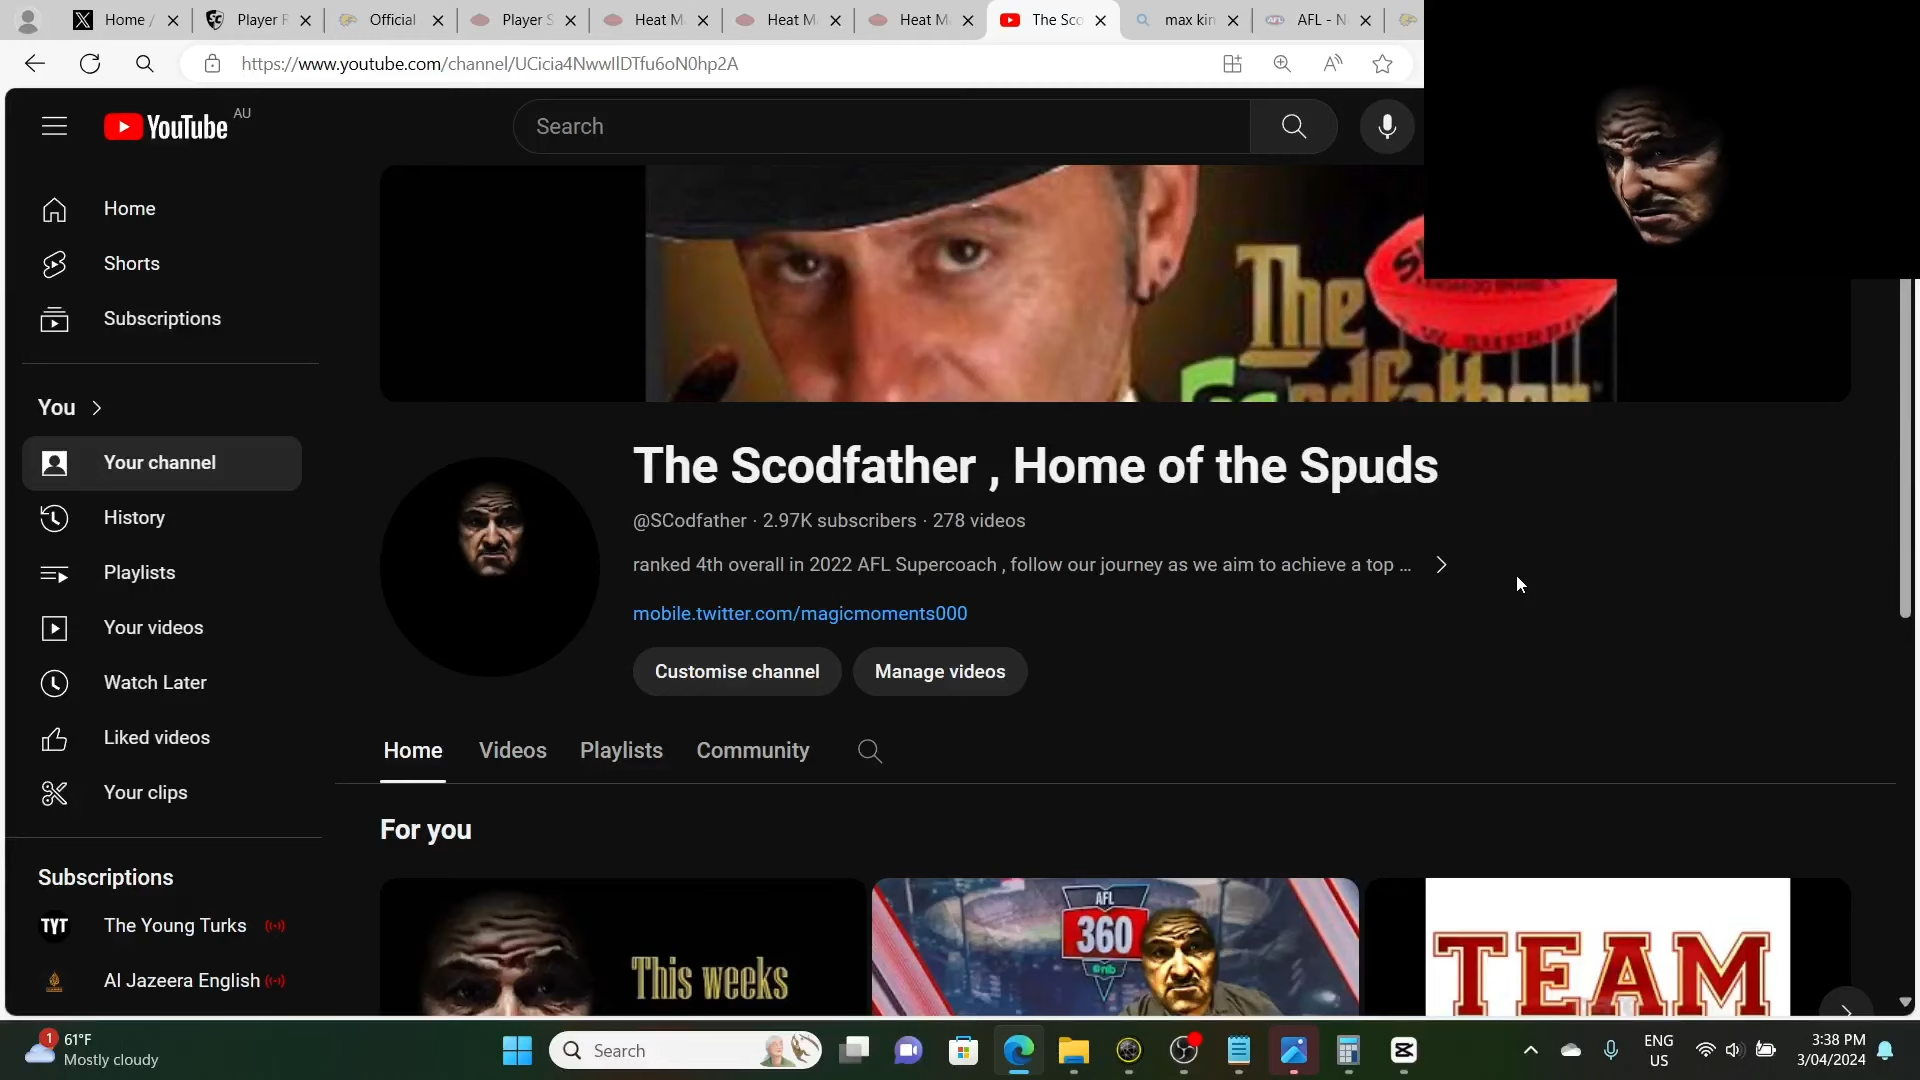 Home /
Player F
Official
Player S
Heat M
Heat M
Heat M
The Sco
max kin
AFL - N
https://www.youtube.com/channel/UCicia4NwwIlDTfu6oN0hp2A
YouTube AU
Search
Home
Shorts
Subscriptions
You
Your channel
History
Playlists
Your videos
Watch Later
Liked videos
Your clips
Subscriptions
TYT The Young Turks
Al Jazeera English
The
The Scodfather , Home of the Spuds
@SCodfather · 2.97K subscribers · 278 videos
ranked 4th overall in 2022 AFL Supercoach , follow our journey as we aim to achieve a top ...
mobile.twitter.com/magicmoments000
Customise channel
Manage videos
Home
Videos
Playlists
Community
For you
This weeks
AFL
360
TEAM
1
61°F
Mostly cloudy
Search
ENG
US
3:38 PM
3/04/2024